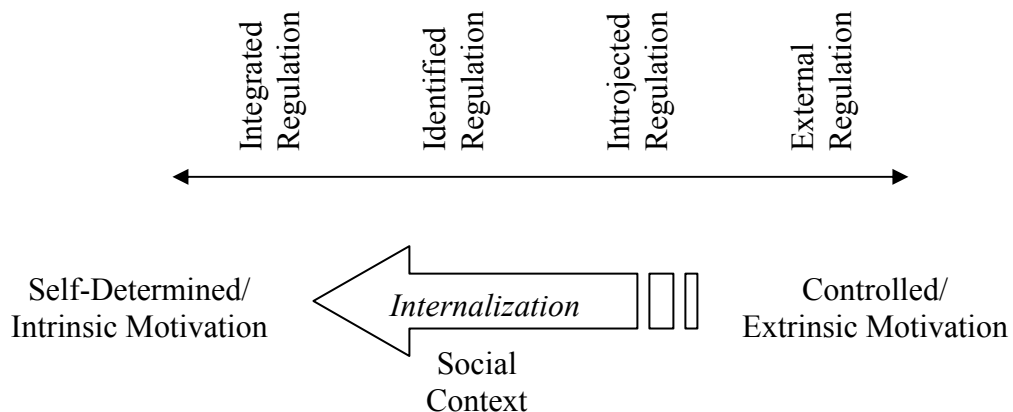 Integrated
Regulation
Identified
Regulation
Introjected
Regulation
External
Regulation
Self-Determined/
Intrinsic Motivation
Internalization
Social
Context
Controlled/
Extrinsic Motivation